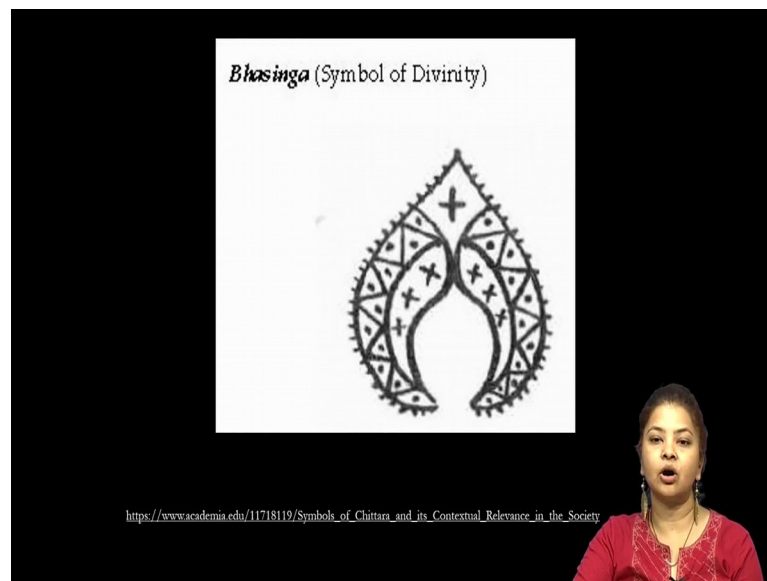 Bhasinga (Symbol of Divinity)
https://www.academia.edu/11718119/Symbols_of_Chittara_and_its_Contextual_Relevance_in_the_Society